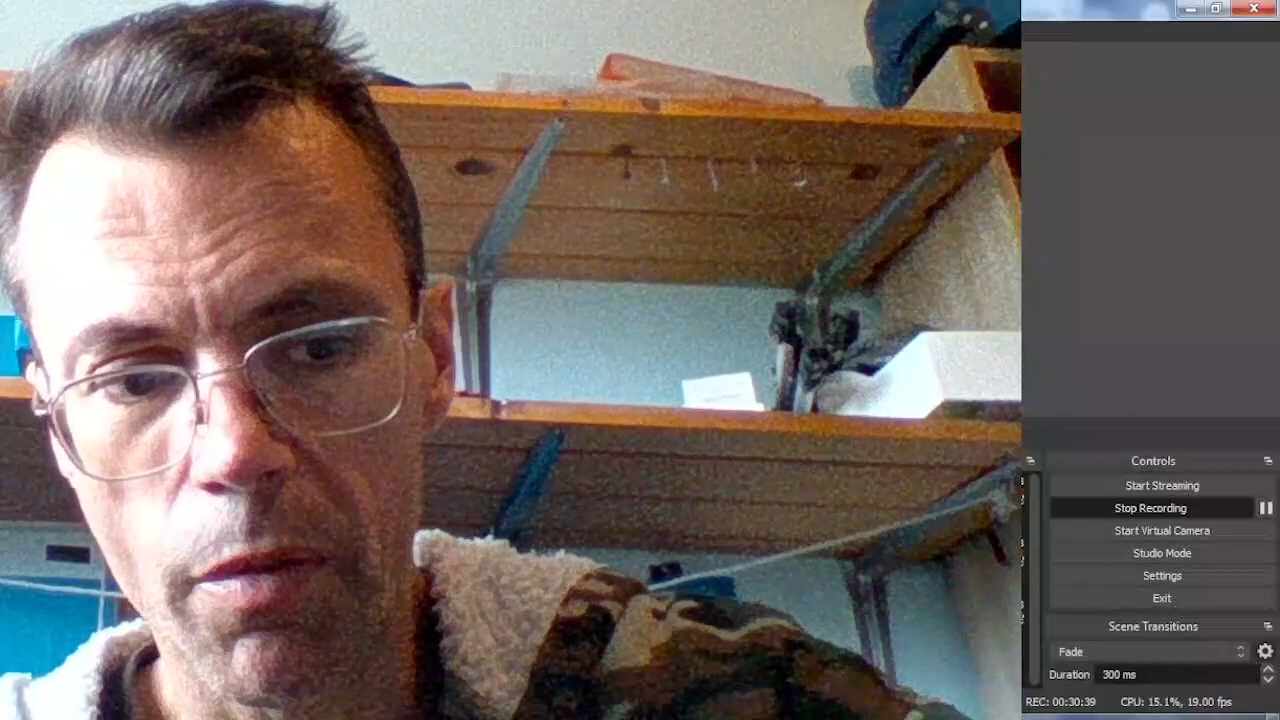 Controls
Start Streaming
Stop Recording
Start Virtual Camera
Studio Mode
Settings
Exit
Scene Transitions
Fade
Duration 300 ms
REC: 00:30:39 CPU: 15.1%, 19.00 fps